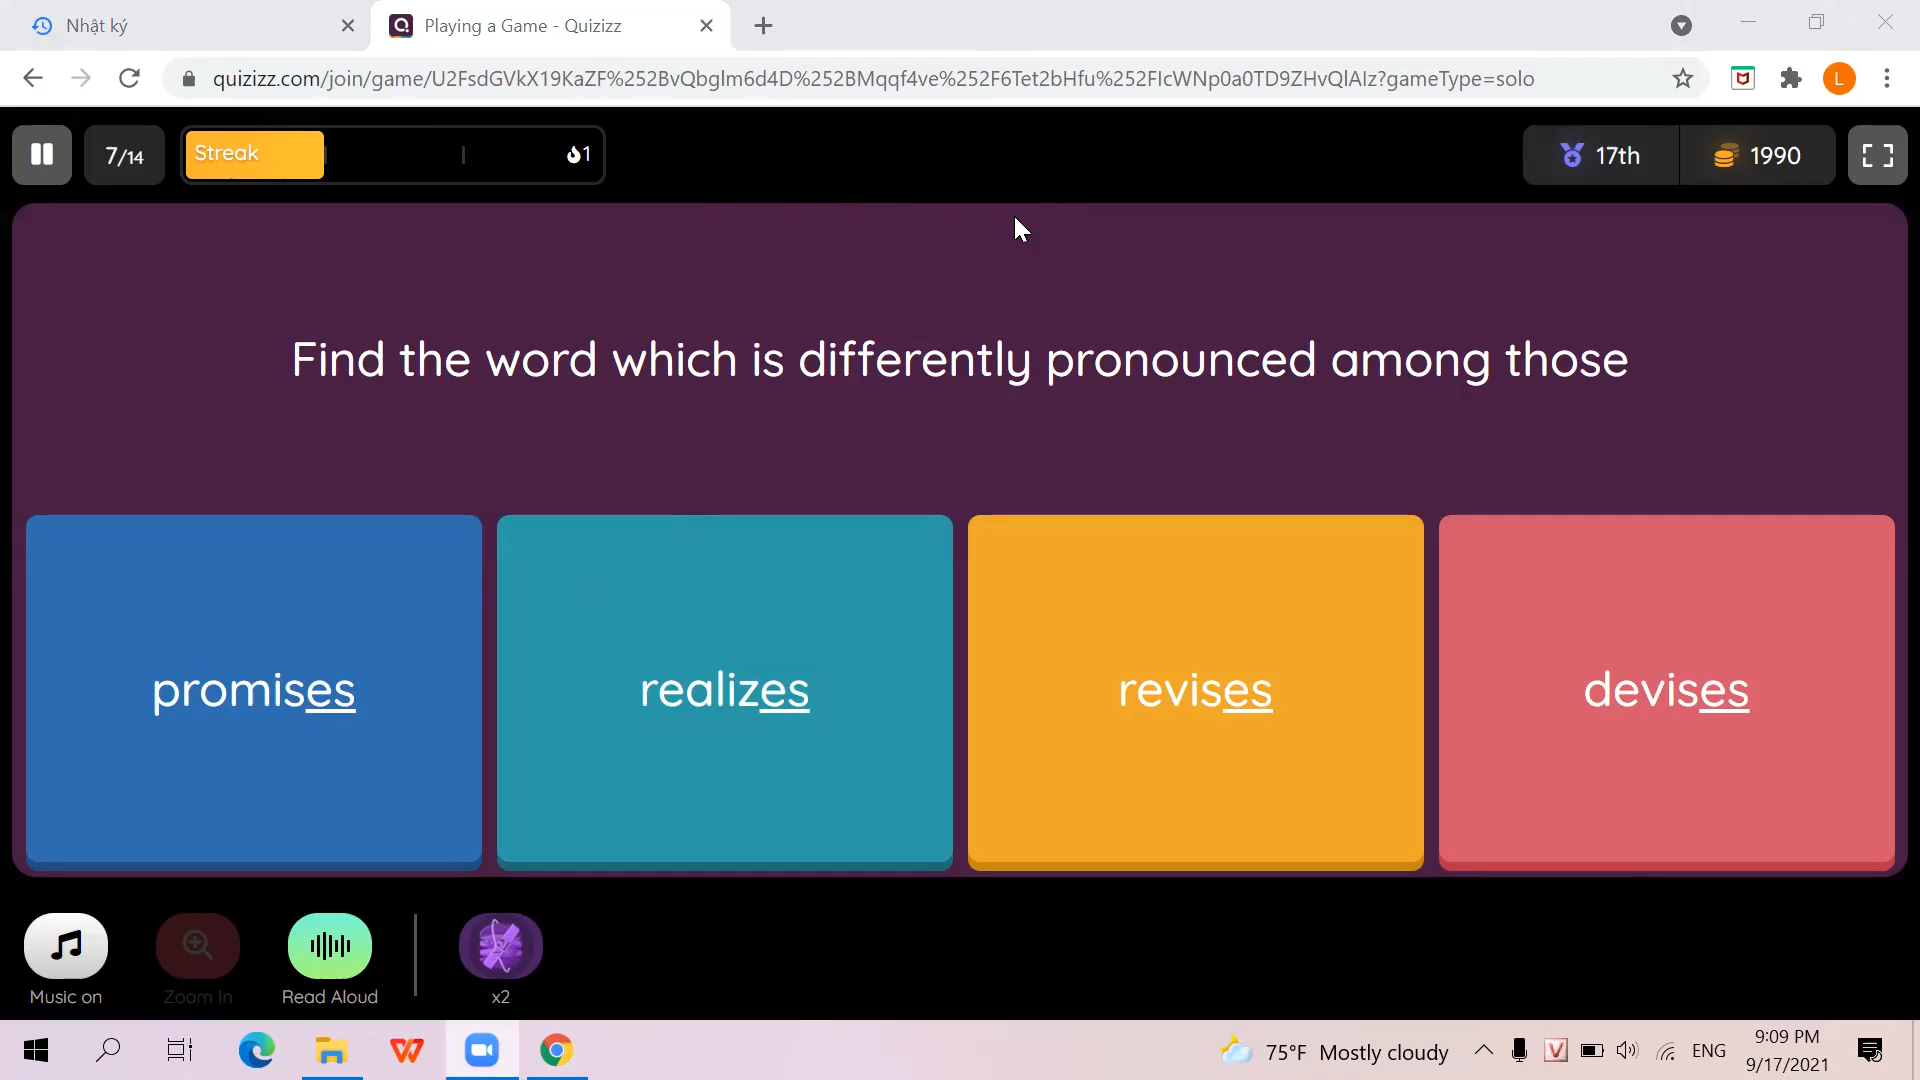 Nhật ký
Playing a Game - Quizizz
quizizz.com/join/game/U2FsdGVkX19KaZF%252BvQbglm6d4D%252BMqqf4ve%252F6Tet2bHfu%252FIcWNp0a0TD9ZHvQlAIz?gameType=solo
L
7/14
Streak
1
17th
1990
Find the word which is differently pronounced among those
promises
realizes
revises
devises
Music on
Zoom In
Read Aloud
x2
75°F Mostly cloudy
ENG
9:09 PM
9/17/2021